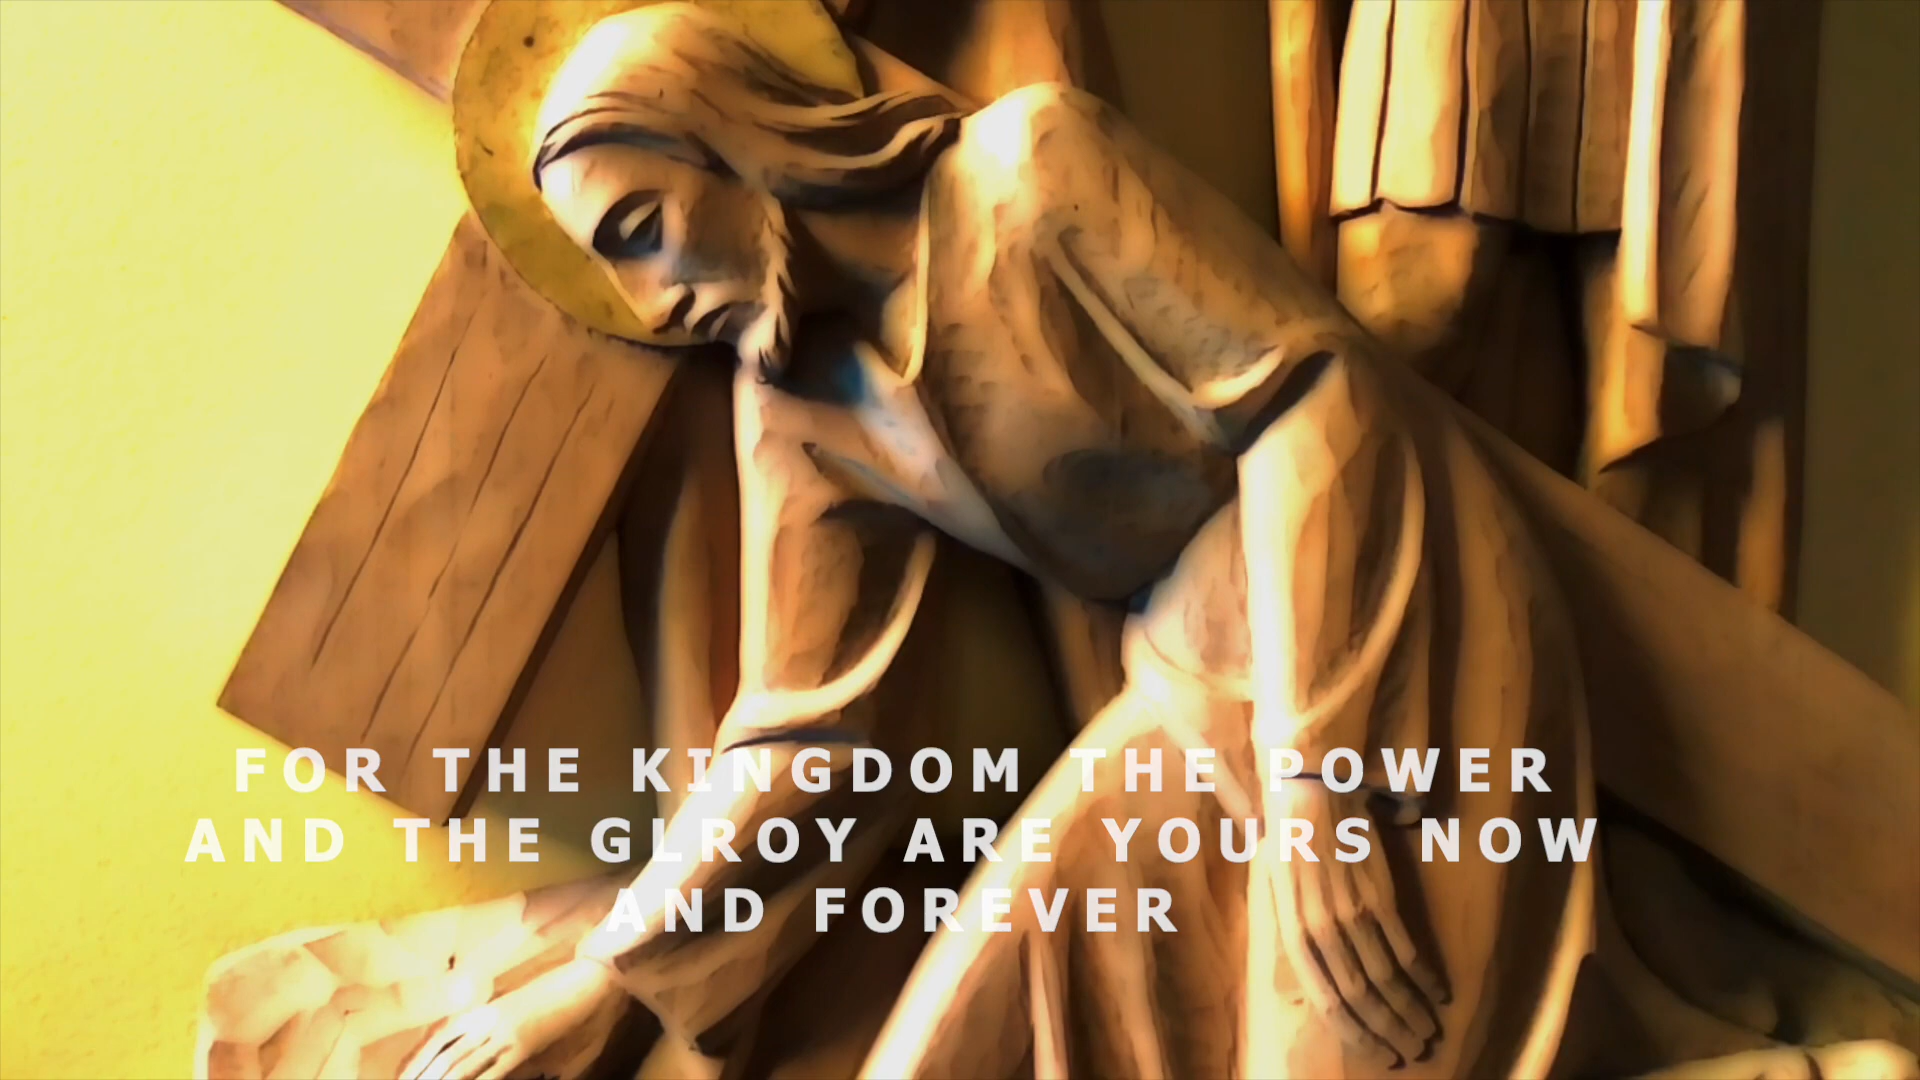 FOR THE KINGDOM THE POWER
AND THE GLROY ARE YOURS NOW
AND FOREVER